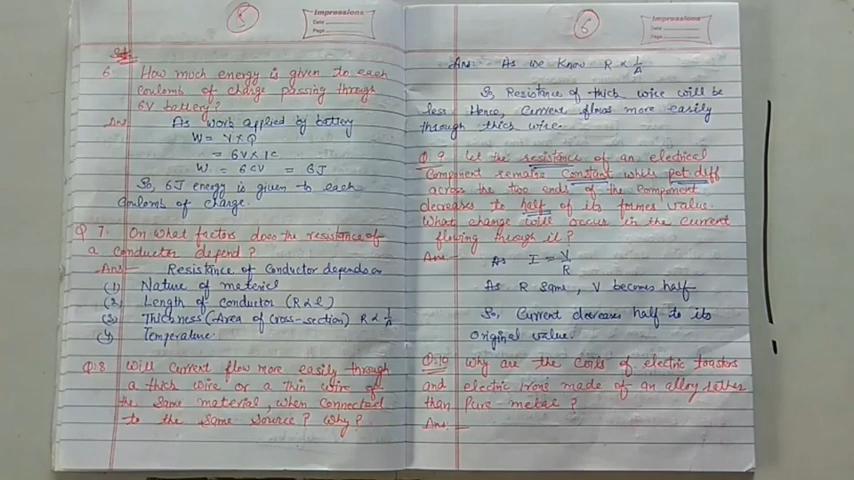 5
Impressions
Date
Page
6. How much energy is given to each
coulomb of charge passing through
6V battery?
Ans As work applied by battery
W = V × Q
= 6V × 1C
W = 6CV = 6J
So, 6J energy is given to each
Coulomb of charge.
Q 7. On what factors does the resistance of
a conductor depend?
Ans:- Resistance of Conductor depends on
(1) Nature of material
(2) Length of conductor (R ∝ l)
(3) Thickness (Area of cross-section) R ∝ 1/A
(4) Temperature
Q.8 Will current flow more easily through
a thick wire or a thin wire of
the same material, when connected
to the same source? Why?
6
Impressions
Date
Page
Ans:- As we know R ∝ 1/A
So, Resistance of thick wire will be
less. Hence, Current flows more easily
through thick wire.
Q.9 Let the resistance of an electrical
component remains constant while pot diff
across the two ends of the component
decreases to half of its former value.
What change will occur in the current
flowing through it?
Ans:- As I = V/R
As R same, V becomes half
So, Current decreases half to its
original value.
Q.10 Why are the coils of electric toasters
and electric irons made of an alloy
than Pure metal?
Ans:-